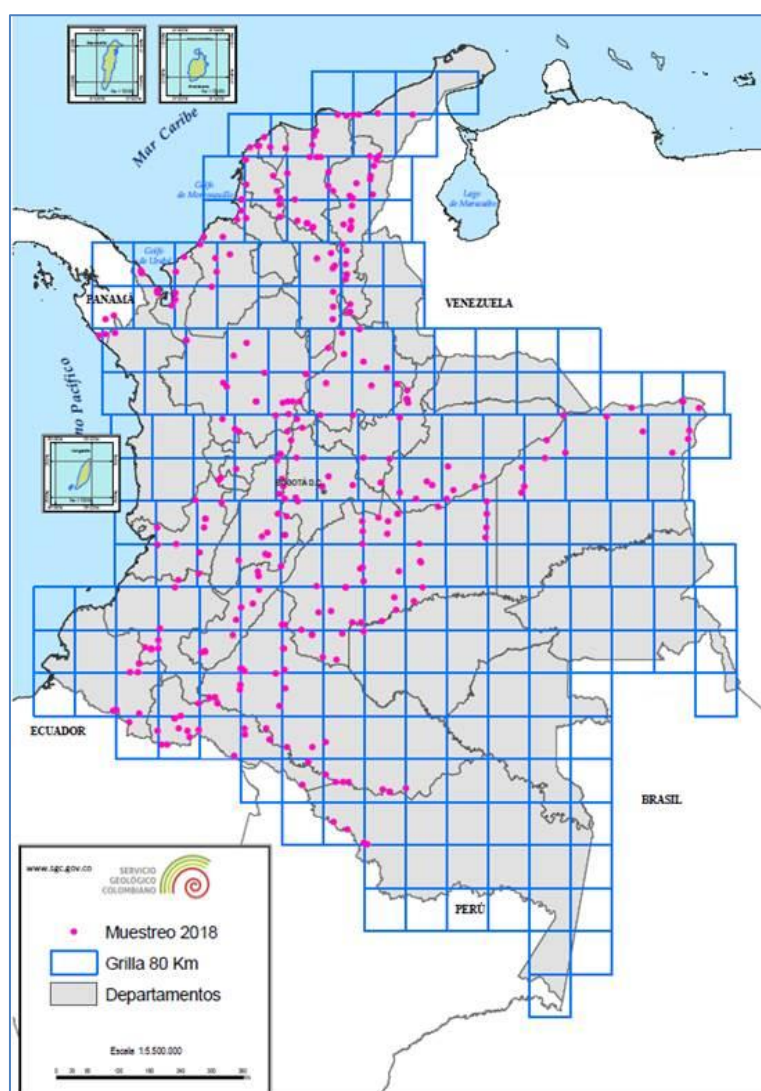 Mar Caribe
Golfo
de Morrosquillo
Lago
de Maracaibo
Golfo
de Urabá
PANAMÁ
VENEZUELA
no Pacífico
BOGOTÁ D.C.
ECUADOR
BRASIL
PERÚ
www.sgc.gov.co
SERVICIO
GEOLÓGICO
COLOMBIANO
Muestreo 2018
Grilla 80 Km
Departamentos
Escala 1:5.500.000